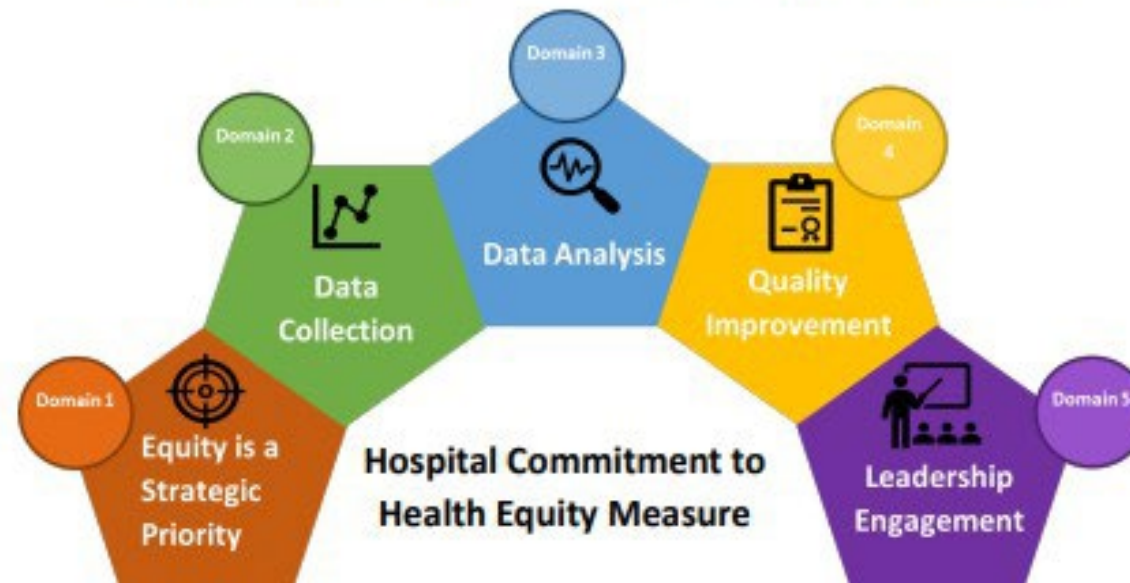 Domain 3
Domain 2
Domain
4
Data Analysis
Data
Collection
Quality
Improvement
Domain 1
Domain 5
Equity is a
Strategic
Priority
Hospital Commitment to
Health Equity Measure
Leadership
Engagement